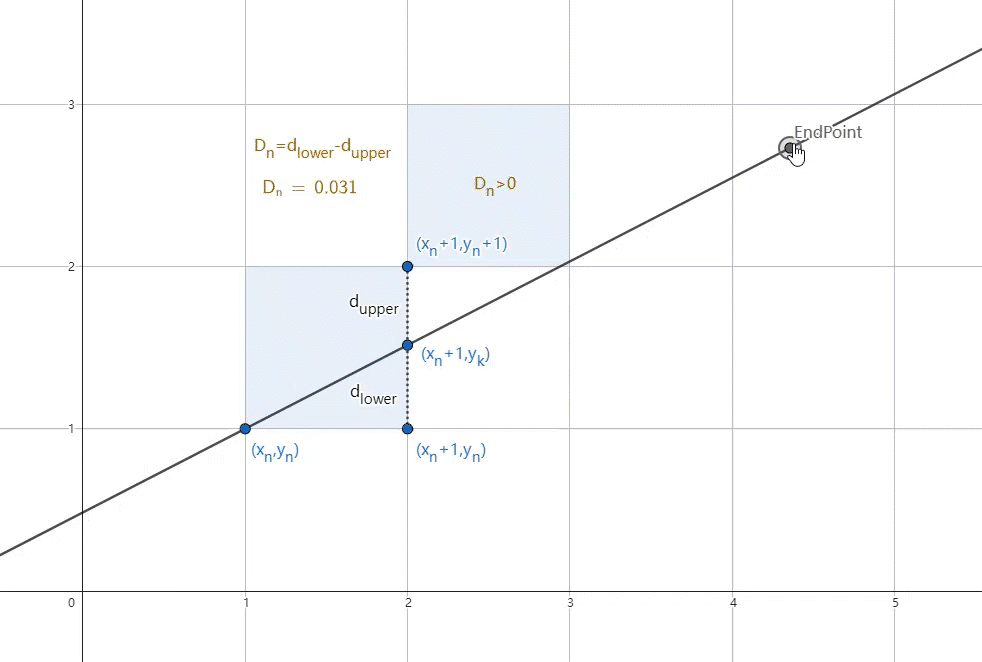 3
EndPoint
Dn=dlower-dupper
Dn = 0.031
Dn>0
(xn+1,yn+1)
2
dupper
(xn+1,yk)
dlower
1
(xn,yn)
(xn+1,yn)
0
1
2
3
4
5